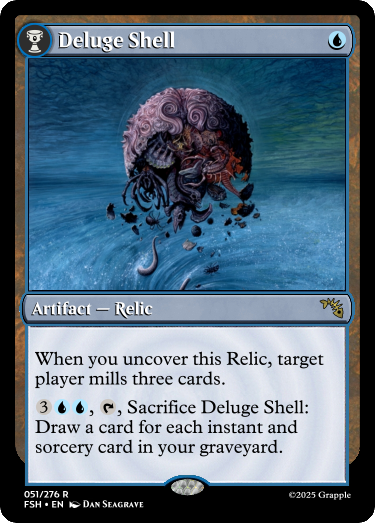 Deluge Shell
Artifact — Relic
When you uncover this Relic, target
player mills three cards.
3, , Sacrifice Deluge Shell:
Draw a card for each instant and
sorcery card in your graveyard.
051/276 R
FSH • EN Dan Seagrave
©2025 Grapple